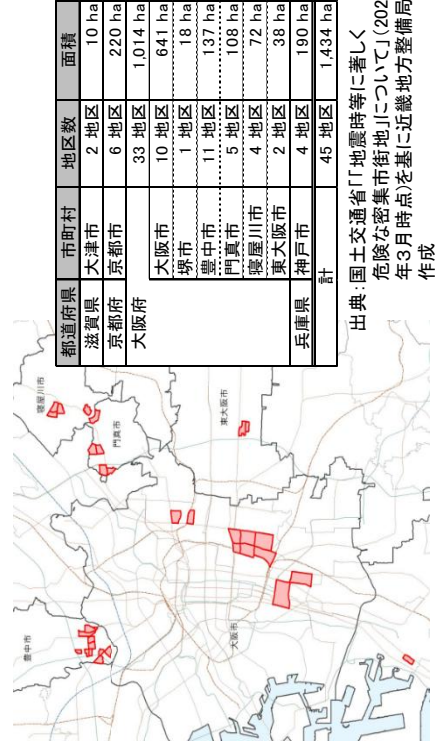 都道府県 市町村 地区数 面積
滋賀県 大津市 2 地区 10 ha
京都府 京都市 6 地区 220 ha
大阪府 33 地区 1,014 ha
大阪市 10 地区 641 ha
堺市 1 地区 18 ha
豊中市 11 地区 137 ha
門真市 5 地区 108 ha
寝屋川市 4 地区 72 ha
東大阪市 2 地区 38 ha
兵庫県 神戸市 4 地区 190 ha
計 45 地区 1,434 ha
出典:国土交通省「「地震時等に著しく
危険な密集市街地」について」(202
年3月時点)を基に近畿地方整備局
作成
豊中市
寝屋川市
門真市
東大阪市
大阪市